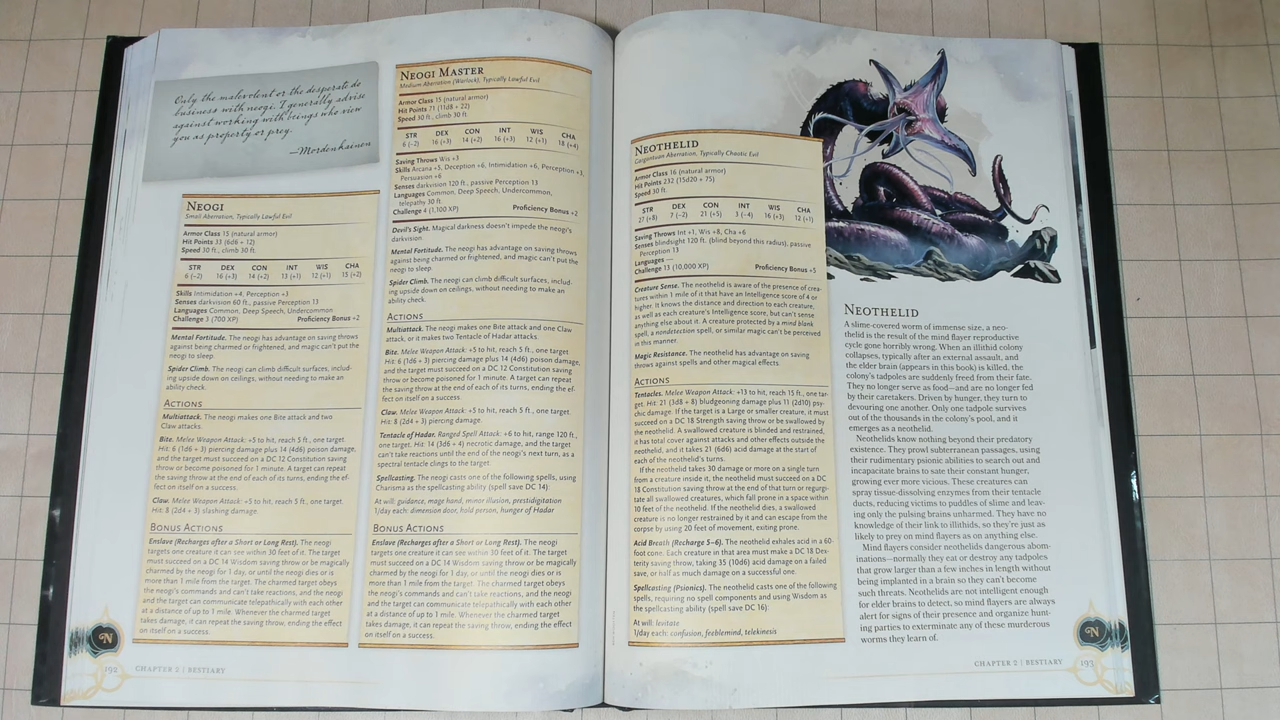 Only the malevolent or the desperate do
business with neogi. I generally advise
against working with beings who view
you as property or prey.
—Mordenkainen
NEOGI
Small Aberration, Typically Lawful Evil
Armor Class 15 (natural armor)
Hit Points 33 (6d6 + 12)
Speed 30 ft., climb 30 ft.
STR DEX CON INT WIS CHA
6 (−2) 16 (+3) 14 (+2) 13 (+1) 12 (+1) 15 (+2)
Skills Intimidation +4, Perception +3
Senses darkvision 60 ft., passive Perception 13
Languages Common, Deep Speech, Undercommon
Challenge 3 (700 XP) Proficiency Bonus +2
Mental Fortitude. The neogi has advantage on saving throws
against being charmed or frightened, and magic can't put the
neogi to sleep.
Spider Climb. The neogi can climb difficult surfaces, includ-
ing upside down on ceilings, without needing to make an
ability check.
ACTIONS
Multiattack. The neogi makes one Bite attack and two
Claw attacks.
Bite. Melee Weapon Attack: +5 to hit, reach 5 ft., one target.
Hit: 6 (1d6 + 3) piercing damage plus 14 (4d6) poison damage,
and the target must succeed on a DC 12 Constitution saving
throw or become poisoned for 1 minute. A target can repeat
the saving throw at the end of each of its turns, ending the ef-
fect on itself on a success.
Claw. Melee Weapon Attack: +5 to hit, reach 5 ft., one target.
Hit: 8 (2d4 + 3) slashing damage.
BONUS ACTIONS
Enslave (Recharges after a Short or Long Rest). The neogi
targets one creature it can see within 30 feet of it. The target
must succeed on a DC 14 Wisdom saving throw or be magically
charmed by the neogi for 1 day, or until the neogi dies or is
more than 1 mile from the target. The charmed target obeys
the neogi's commands and can't take reactions, and the neogi
and the target can communicate telepathically with each other
at a distance of up to 1 mile. Whenever the charmed target
takes damage, it can repeat the saving throw, ending the effect
on itself on a success.
N
192 CHAPTER 2 | BESTIARY
NEOGI MASTER
Medium Aberration (Warlock), Typically Lawful Evil
Armor Class 15 (natural armor)
Hit Points 71 (11d8 + 22)
Speed 30 ft., climb 30 ft.
STR DEX CON INT WIS CHA
6 (−2) 16 (+3) 14 (+2) 16 (+3) 12 (+1) 18 (+4)
Saving Throws Wis +3
Skills Arcana +5, Deception +6, Intimidation +6, Perception +3,
Persuasion +6
Senses darkvision 120 ft., passive Perception 13
Languages Common, Deep Speech, Undercommon,
telepathy 30 ft.
Challenge 4 (1,100 XP) Proficiency Bonus +2
Devil's Sight. Magical darkness doesn't impede the neogi's
darkvision.
Mental Fortitude. The neogi has advantage on saving throws
against being charmed or frightened, and magic can't put the
neogi to sleep.
Spider Climb. The neogi can climb difficult surfaces, includ-
ing upside down on ceilings, without needing to make an
ability check.
ACTIONS
Multiattack. The neogi makes one Bite attack and one Claw
attack, or it makes two Tentacle of Hadar attacks.
Bite. Melee Weapon Attack: +5 to hit, reach 5 ft., one target.
Hit: 6 (1d6 + 3) piercing damage plus 14 (4d6) poison damage,
and the target must succeed on a DC 12 Constitution saving
throw or become poisoned for 1 minute. A target can repeat
the saving throw at the end of each of its turns, ending the ef-
fect on itself on a success.
Claw. Melee Weapon Attack: +5 to hit, reach 5 ft., one target.
Hit: 8 (2d4 + 3) piercing damage.
Tentacle of Hadar. Ranged Spell Attack: +6 to hit, range 120 ft.,
one target. Hit: 14 (3d6 + 4) necrotic damage, and the target
can't take reactions until the end of the neogi's next turn, as a
spectral tentacle clings to the target.
Spellcasting. The neogi casts one of the following spells, using
Charisma as the spellcasting ability (spell save DC 14):
At will: guidance, mage hand, minor illusion, prestidigitation
1/day each: dimension door, hold person, hunger of Hadar
BONUS ACTIONS
Enslave (Recharges after a Short or Long Rest). The neogi
targets one creature it can see within 30 feet of it. The target
must succeed on a DC 14 Wisdom saving throw or be magically
charmed by the neogi for 1 day, or until the neogi dies or is
more than 1 mile from the target. The charmed target obeys
the neogi's commands and can't take reactions, and the neogi
and the target can communicate telepathically with each other
at a distance of up to 1 mile. Whenever the charmed target
takes damage, it can repeat the saving throw, ending the effect
on itself on a success.
NEOTHELID
Gargantuan Aberration, Typically Chaotic Evil
Armor Class 16 (natural armor)
Hit Points 232 (15d20 + 75)
Speed 30 ft.
STR DEX CON INT WIS CHA
27 (+8) 7 (−2) 21 (+5) 3 (−4) 16 (+3) 12 (+1)
Saving Throws Int +1, Wis +8, Cha +6
Senses blindsight 120 ft. (blind beyond this radius), passive
Perception 13
Languages —
Challenge 13 (10,000 XP) Proficiency Bonus +5
Creature Sense. The neothelid is aware of the presence of crea-
tures within 1 mile of it that have an Intelligence score of 4 or
higher. It knows the distance and direction to each creature,
as well as each creature's Intelligence score, but can't sense
anything else about it. A creature protected by a mind blank
spell, a nondetection spell, or similar magic can't be perceived
in this manner.
Magic Resistance. The neothelid has advantage on saving
throws against spells and other magical effects.
ACTIONS
Tentacles. Melee Weapon Attack: +13 to hit, reach 15 ft., one tar-
get. Hit: 21 (3d8 + 8) bludgeoning damage plus 11 (2d10) psy-
chic damage. If the target is a Large or smaller creature, it must
succeed on a DC 18 Strength saving throw or be swallowed by
the neothelid. A swallowed creature is blinded and restrained,
it has total cover against attacks and other effects outside the
neothelid, and it takes 21 (6d6) acid damage at the start of
each of the neothelid's turns.
If the neothelid takes 30 damage or more on a single turn
from a creature inside it, the neothelid must succeed on a DC
18 Constitution saving throw at the end of that turn or regurgi-
tate all swallowed creatures, which fall prone in a space within
10 feet of the neothelid. If the neothelid dies, a swallowed
creature is no longer restrained by it and can escape from the
corpse by using 20 feet of movement, exiting prone.
Acid Breath (Recharge 5–6). The neothelid exhales acid in a 60-
foot cone. Each creature in that area must make a DC 18 Dex-
terity saving throw, taking 35 (10d6) acid damage on a failed
save, or half as much damage on a successful one.
Spellcasting (Psionics). The neothelid casts one of the following
spells, requiring no spell components and using Wisdom as
the spellcasting ability (spell save DC 16):
At will: levitate
1/day each: confusion, feeblemind, telekinesis
NEOTHELID
A slime-covered worm of immense size, a neo-
thelid is the result of the mind flayer reproductive
cycle gone horribly wrong. When an illithid colony
collapses, typically after an external assault, and
the elder brain (appears in this book) is killed, the
colony's tadpoles are suddenly freed from their fate.
They no longer serve as food—and are no longer fed
by their caretakers. Driven by hunger, they turn to
devouring one another. Only one tadpole survives
out of the thousands in the colony's pool, and it
emerges as a neothelid.
Neothelids know nothing beyond their predatory
existence. They prowl subterranean passages, using
their rudimentary psionic abilities to search out and
incapacitate brains to sate their constant hunger,
growing ever more vicious. These creatures can
spray tissue-dissolving enzymes from their tentacle
ducts, reducing victims to puddles of slime and leav-
ing only the pulsing brains unharmed. They have no
knowledge of their link to illithids, so they're just as
likely to prey on mind flayers as on anything else.
Mind flayers consider neothelids dangerous abom-
inations—normally they eat or destroy any tadpoles
that grow larger than a few inches in length without
being implanted in a brain so they can't become
such threats. Neothelids are not intelligent enough
for elder brains to detect, so mind flayers are always
alert for signs of their presence and organize hunt-
ing parties to exterminate any of these murderous
worms they learn of.
N
CHAPTER 2 | BESTIARY 193